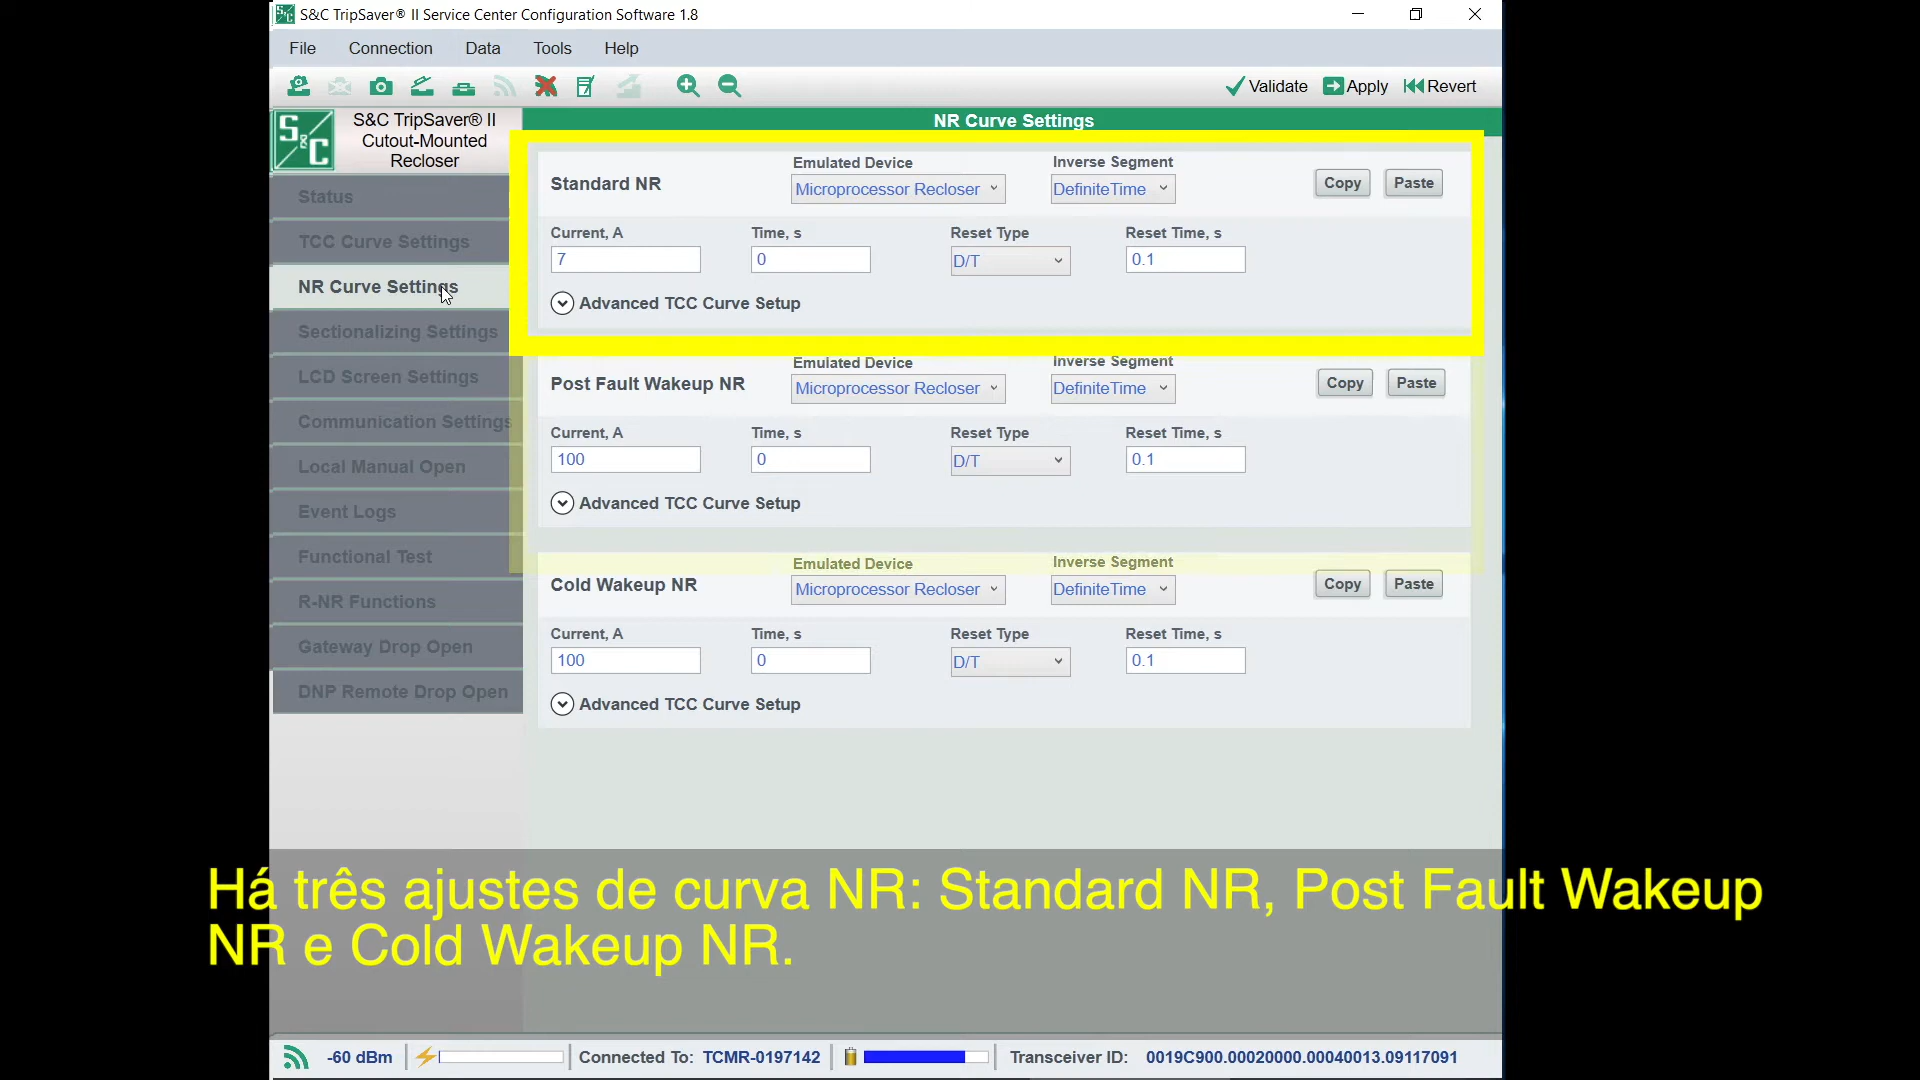 S&C TripSaver® II Service Center Configuration Software 1.8
File Connection Data Tools Help
Validate Apply Revert
S&C
S&C TripSaver® II
Cutout-Mounted
Recloser
Status
TCC Curve Settings
NR Curve Settings
Sectionalizing Settings
LCD Screen Settings
Communication Settings
Local Manual Open
Event Logs
Functional Test
R-NR Functions
Gateway Drop Open
DNP Remote Drop Open
NR Curve Settings
Emulated Device Inverse Segment
Standard NR Microprocessor Recloser DefiniteTime Copy Paste
Current, A Time, s Reset Type Reset Time, s
7 0 D/T 0.1
Advanced TCC Curve Setup
Emulated Device Inverse Segment
Post Fault Wakeup NR Microprocessor Recloser DefiniteTime Copy Paste
Current, A Time, s Reset Type Reset Time, s
100 0 D/T 0.1
Advanced TCC Curve Setup
Emulated Device Inverse Segment
Cold Wakeup NR Microprocessor Recloser DefiniteTime Copy Paste
Current, A Time, s Reset Type Reset Time, s
100 0 D/T 0.1
Advanced TCC Curve Setup
Há três ajustes de curva NR: Standard NR, Post Fault Wakeup
NR e Cold Wakeup NR.
-60 dBm Connected To: TCMR-0197142 Transceiver ID: 0019C900.00020000.00040013.09117091